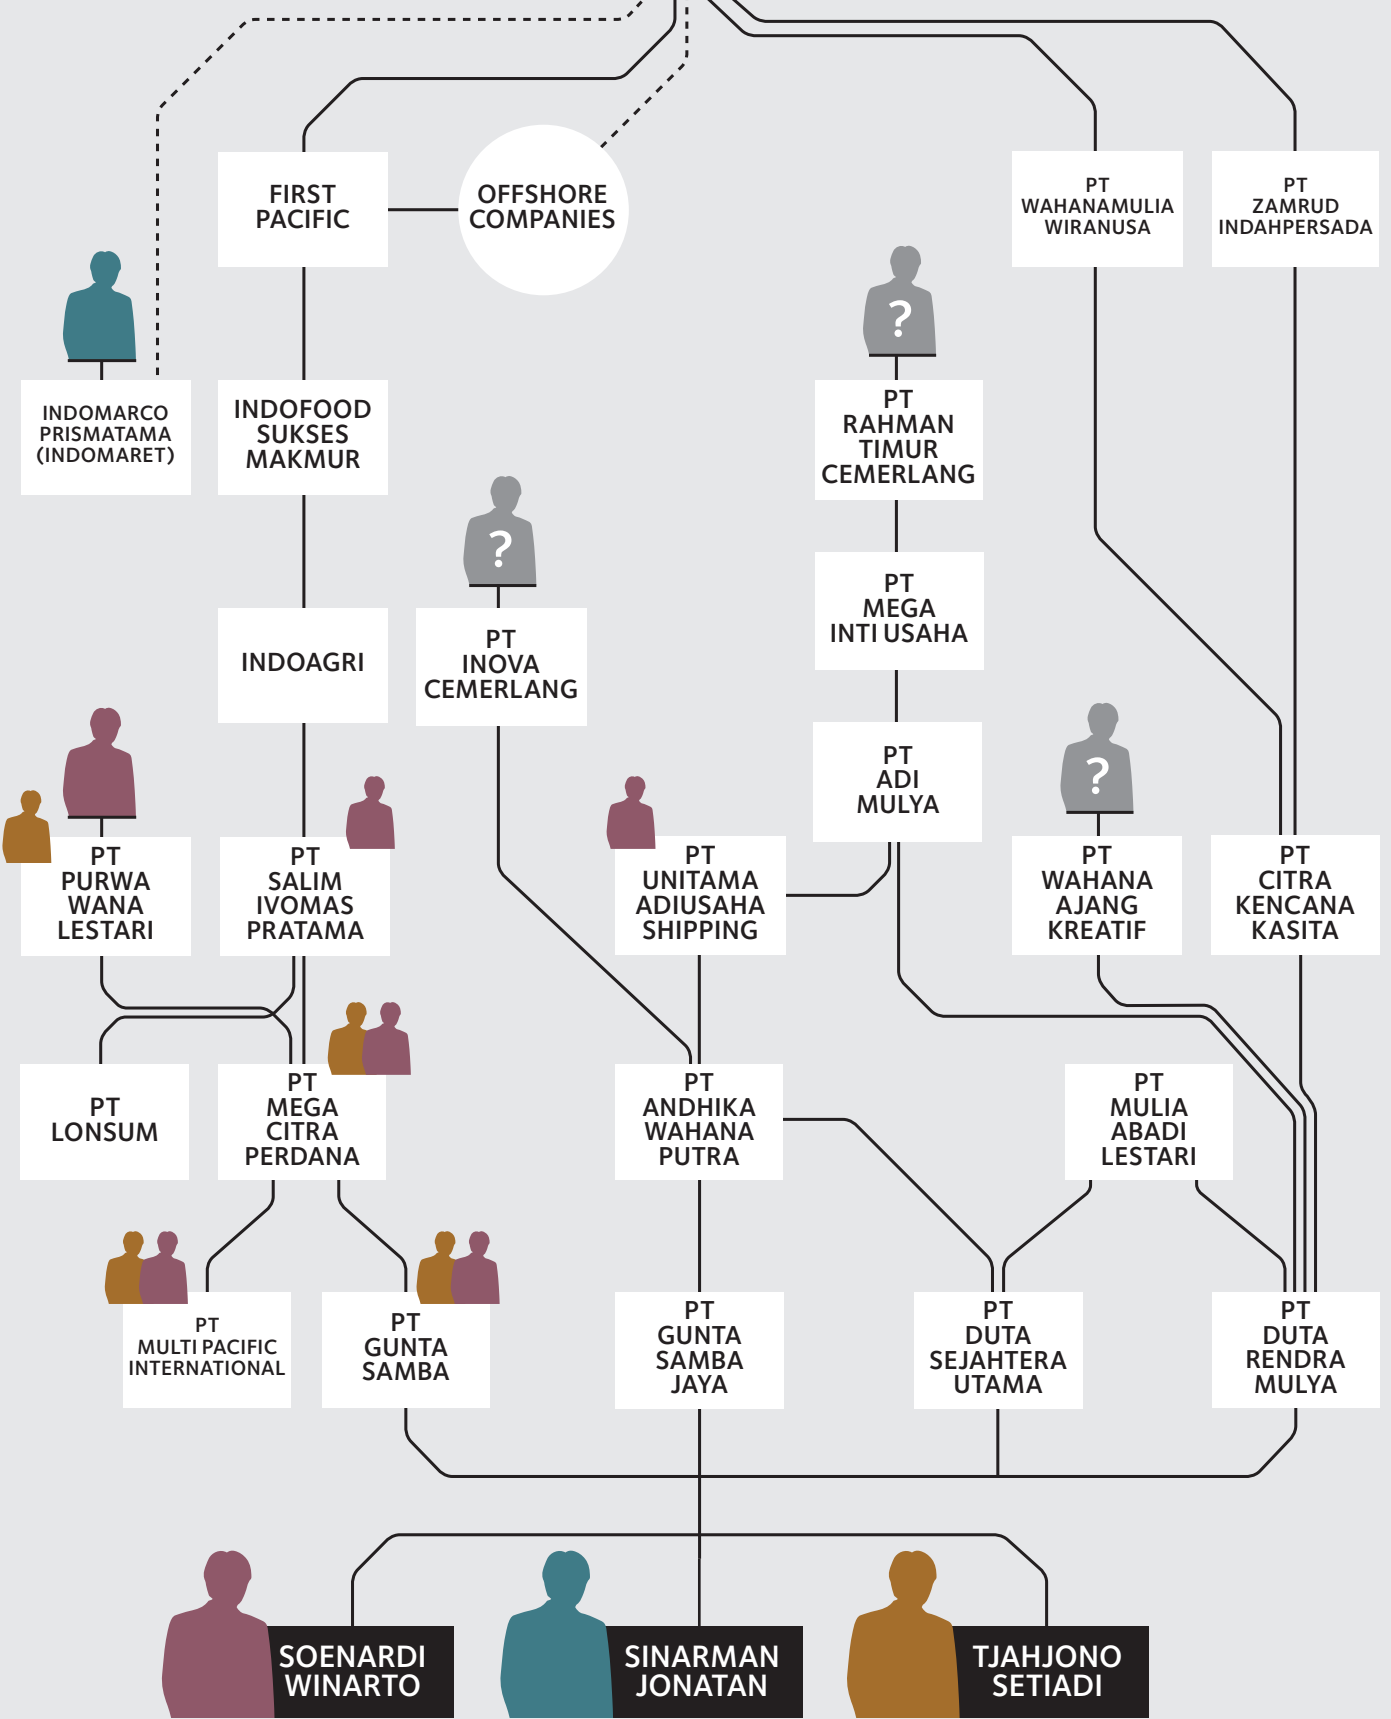 FIRST
PACIFIC
OFFSHORE
COMPANIES
PT
WAHANAMULIA
WIRANUSA
PT
ZAMRUD
INDAHPERSADA
?
INDOMARCO
PRISMATAMA
(INDOMARET)
INDOFOOD
SUKSES
MAKMUR
PT
RAHMAN
TIMUR
CEMERLANG
?
PT
MEGA
INTI USAHA
INDOAGRI
PT
INOVA
CEMERLANG
PT
ADI
MULYA
?
PT
PURWA
WANA
LESTARI
PT
SALIM
IVOMAS
PRATAMA
PT
UNITAMA
ADIUSAHA
SHIPPING
PT
WAHANA
AJANG
KREATIF
PT
CITRA
KENCANA
KASITA
PT
LONSUM
PT
MEGA
CITRA
PERDANA
PT
ANDHIKA
WAHANA
PUTRA
PT
MULIA
ABADI
LESTARI
PT
MULTI PACIFIC
INTERNATIONAL
PT
GUNTA
SAMBA
PT
GUNTA
SAMBA
JAYA
PT
DUTA
SEJAHTERA
UTAMA
PT
DUTA
RENDRA
MULYA
SOENARDI
WINARTO
SINARMAN
JONATAN
TJAHJONO
SETIADI